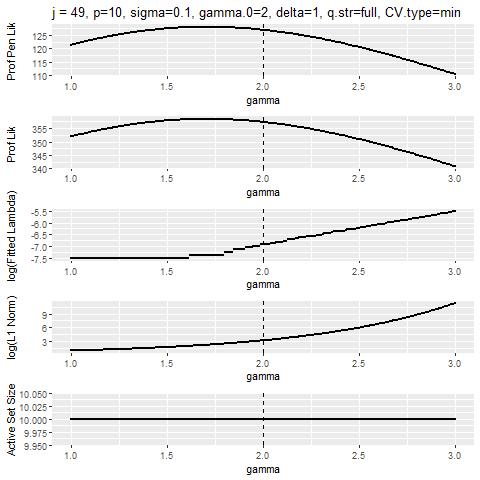 j = 49, p=10, sigma=0.1, gamma.0=2, delta=1, q.str=full, CV.type=min
Prof Pen Lik
125
120
115
110
1.0 1.5 2.0 2.5 3.0
gamma
Prof Lik
355
350
345
340
1.0 1.5 2.0 2.5 3.0
gamma
log(Fitted Lambda)
-5.5
-6.0
-6.5
-7.0
-7.5
1.0 1.5 2.0 2.5 3.0
gamma
log(L1 Norm)
9
6
3
1.0 1.5 2.0 2.5 3.0
gamma
Active Set Size
10.050
10.025
10.000
9.975
9.950
1.0 1.5 2.0 2.5 3.0
gamma